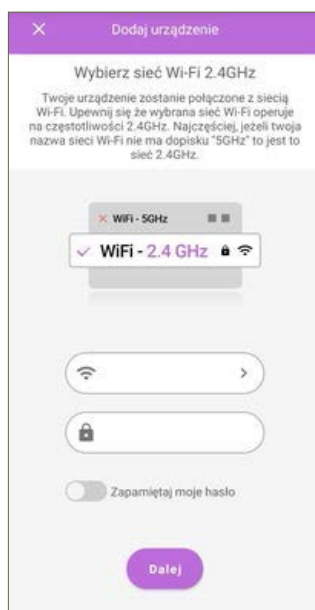 Dodaj urządzenie
Wybierz sieć Wi-Fi 2.4GHz
Twoje urządzenie zostanie połączone z siecią
Wi-Fi. Upewnij się że wybrana sieć Wi-Fi operuje
na częstotliwości 2.4GHz. Najczęściej, jeżeli twoja
nazwa sieci Wi-Fi nie ma dopisku "5GHz" to jest to
sieć 2.4GHz.
WiFi - 5GHz
WiFi - 2.4 GHz
Zapamiętaj moje hasło
Dalej